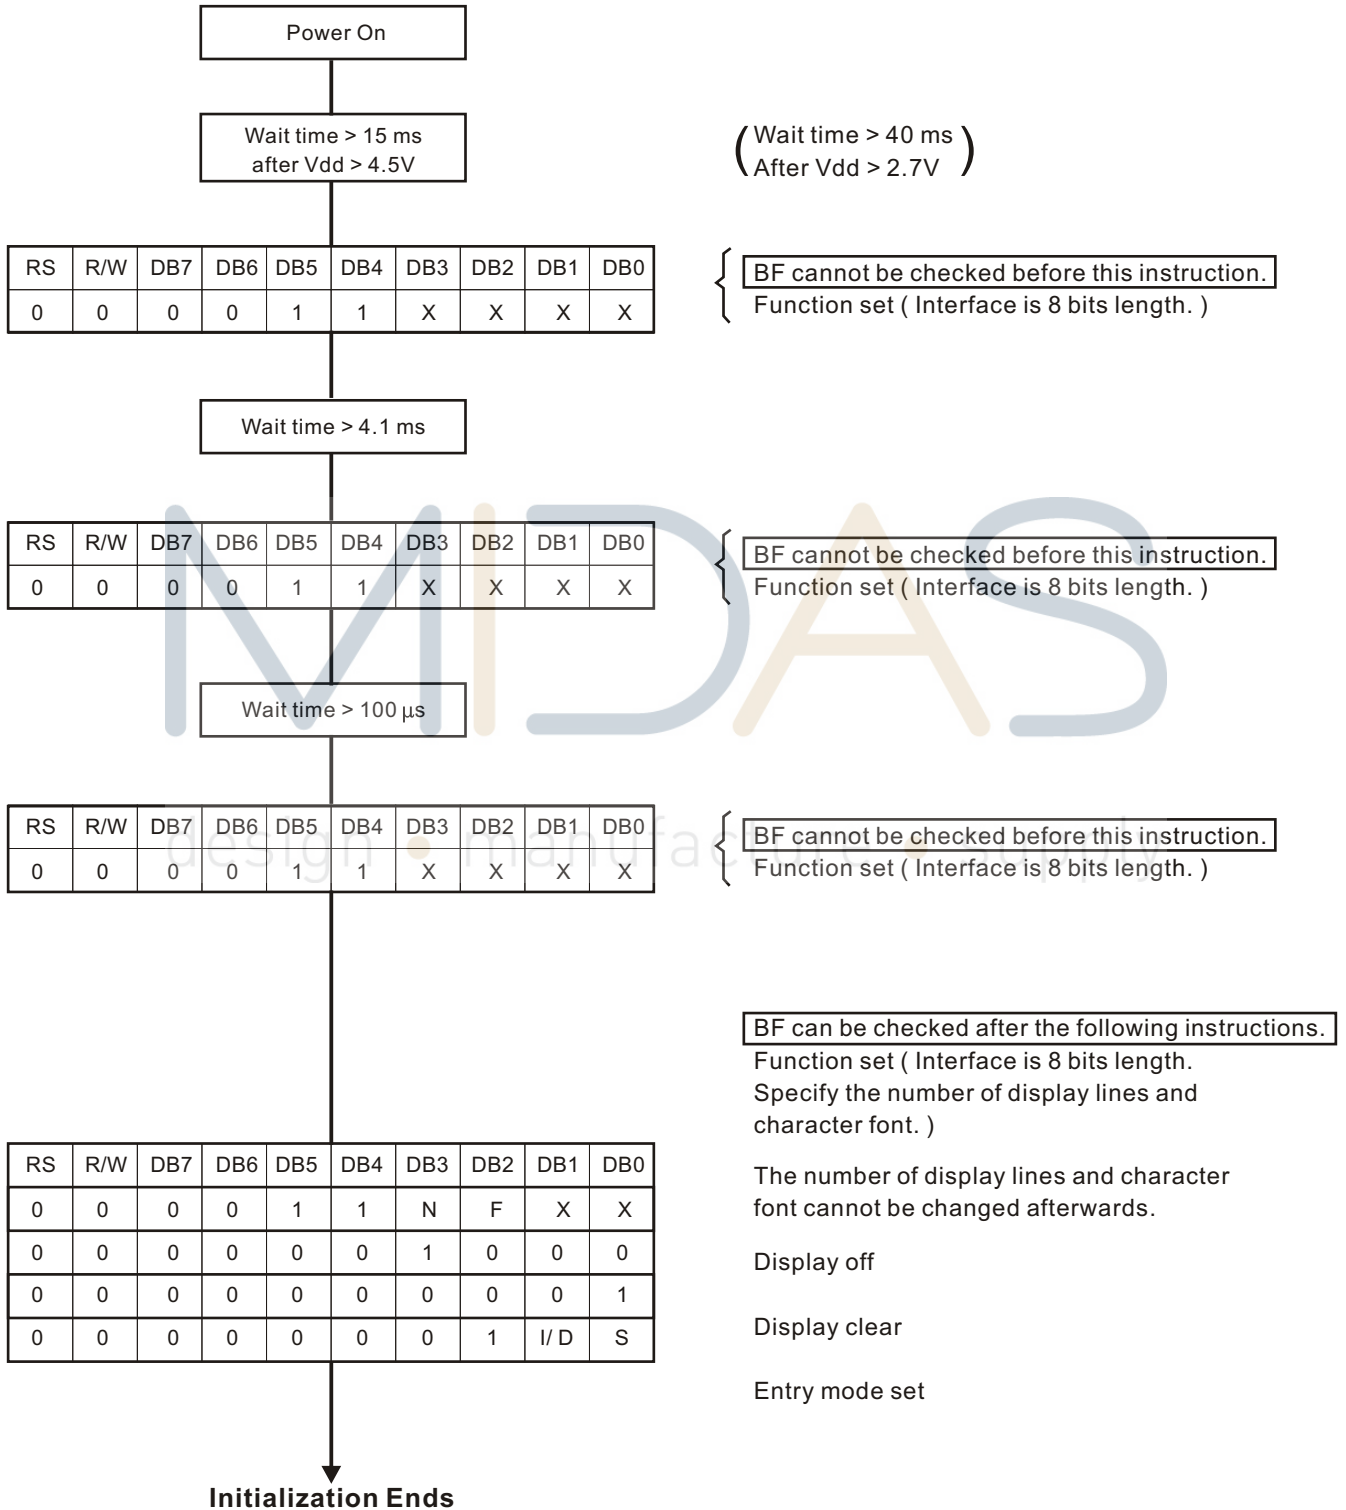 Power On
Wait time > 15 ms
after Vdd > 4.5V
(Wait time > 40 ms
After Vdd > 2.7V)
RS R/W DB7 DB6 DB5 DB4 DB3 DB2 DB1 DB0
0 0 0 0 1 1 X X X X
BF cannot be checked before this instruction.
Function set ( Interface is 8 bits length. )
Wait time > 4.1 ms
MIDAS
RS R/W DB7 DB6 DB5 DB4 DB3 DB2 DB1 DB0
0 0 0 0 1 1 X X X X
BF cannot be checked before this instruction.
Function set ( Interface is 8 bits length. )
Wait time > 100 μs
design • manufacture • supply
RS R/W DB7 DB6 DB5 DB4 DB3 DB2 DB1 DB0
0 0 0 0 1 1 X X X X
BF cannot be checked before this instruction.
Function set ( Interface is 8 bits length. )
BF can be checked after the following instructions.
Function set ( Interface is 8 bits length.
Specify the number of display lines and
character font. )
The number of display lines and character
font cannot be changed afterwards.
Display off
Display clear
Entry mode set
RS R/W DB7 DB6 DB5 DB4 DB3 DB2 DB1 DB0
0 0 0 0 1 1 N F X X
0 0 0 0 0 0 1 0 0 0
0 0 0 0 0 0 0 0 0 1
0 0 0 0 0 0 0 1 I/ D S
Initialization Ends